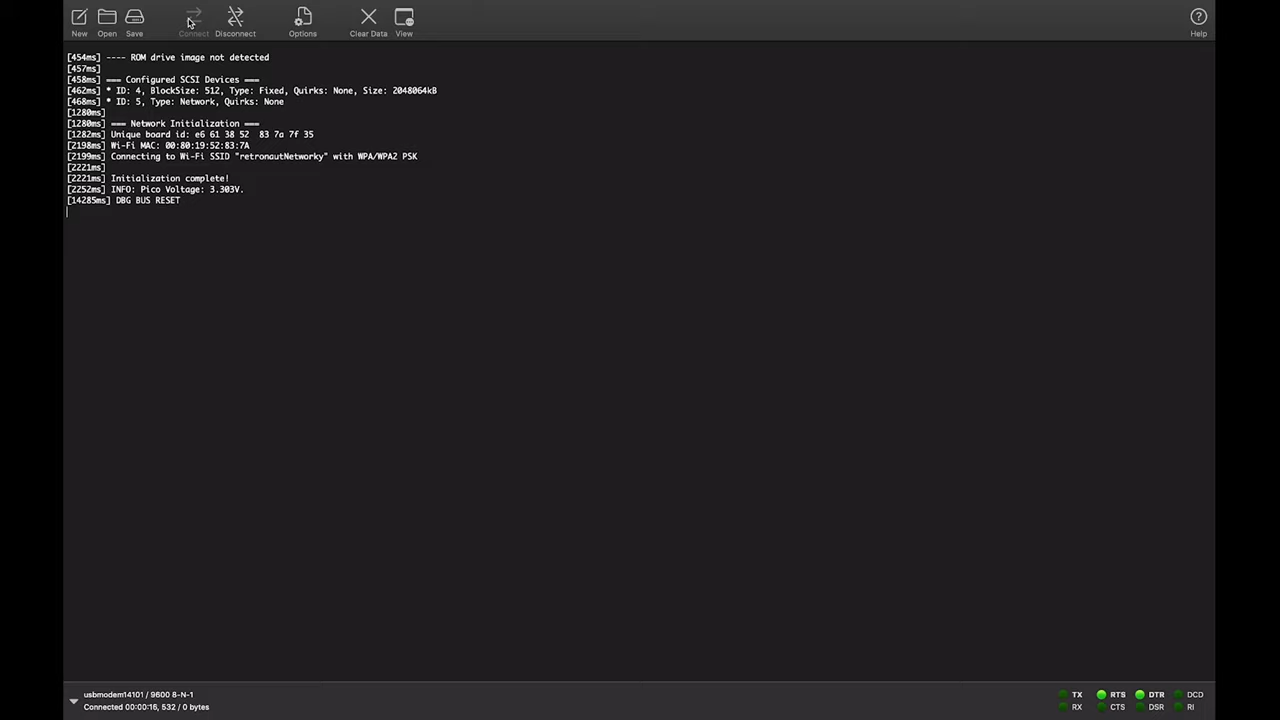 New Open Save Connect Disconnect Options Clear Data View Help
[454ms] ---- ROM drive image not detected
[457ms]
[458ms] === Configured SCSI Devices ===
[462ms] * ID: 4, BlockSize: 512, Type: Fixed, Quirks: None, Size: 2048064kB
[468ms] * ID: 5, Type: Network, Quirks: None
[1280ms]
[1280ms] === Network Initialization ===
[1282ms] Unique board id: e6 61 38 52  83 7a 7f 35
[2198ms] Wi-Fi MAC: 00:80:19:52:83:7A
[2199ms] Connecting to Wi-Fi SSID "retronautNetworky" with WPA/WPA2 PSK
[2221ms]
[2221ms] Initialization complete!
[2252ms] INFO: Pico Voltage: 3.303V.
[14285ms] DBG BUS RESET
usbmodem14101 / 9600 8-N-1
Connected 00:00:16, 532 / 0 bytes
TX RTS DTR DCD
RX CTS DSR RI